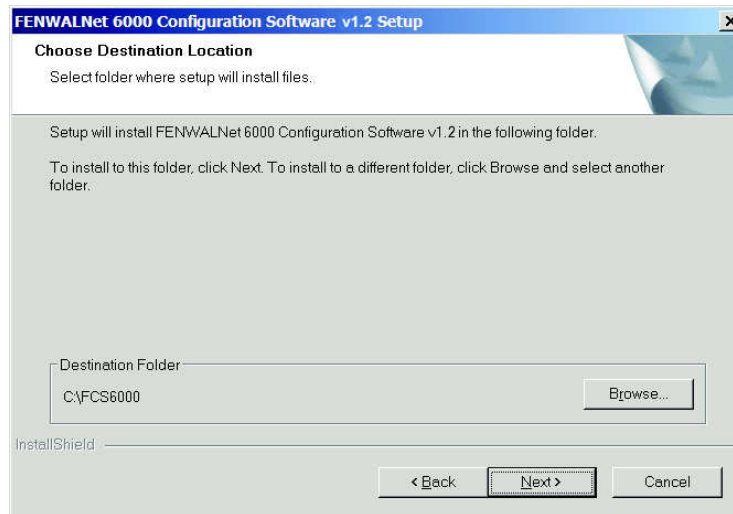 FENWALNet 6000 Configuration Software v1.2 Setup
Choose Destination Location
Select folder where setup will install files.
Setup will install FENWALNet 6000 Configuration Software v1.2 in the following folder.
To install to this folder, click Next. To install to a different folder, click Browse and select another
folder.
Destination Folder
C:\FCS6000
Browse...
InstallShield
< Back
Next >
Cancel